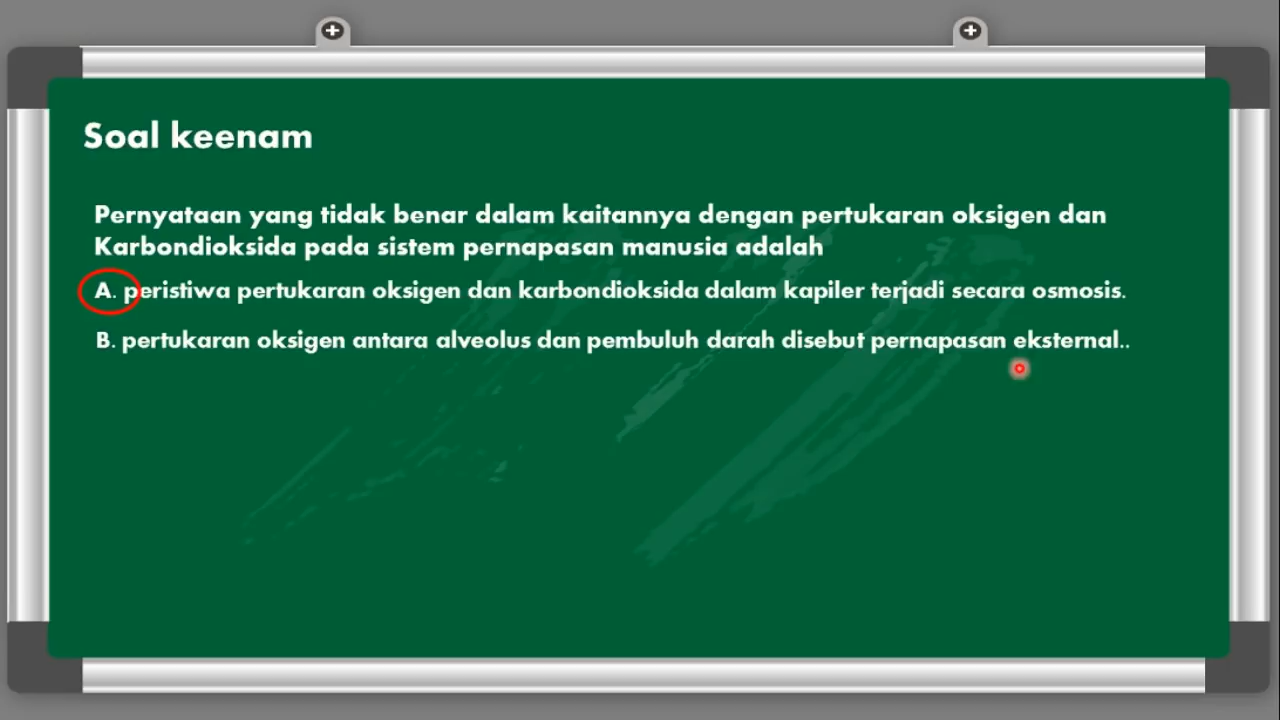 Soal keenam
Pernyataan yang tidak benar dalam kaitannya dengan pertukaran oksigen dan
Karbondioksida pada sistem pernapasan manusia adalah
A. peristiwa pertukaran oksigen dan karbondioksida dalam kapiler terjadi secara osmosis.
B. pertukaran oksigen antara alveolus dan pembuluh darah disebut pernapasan eksternal..